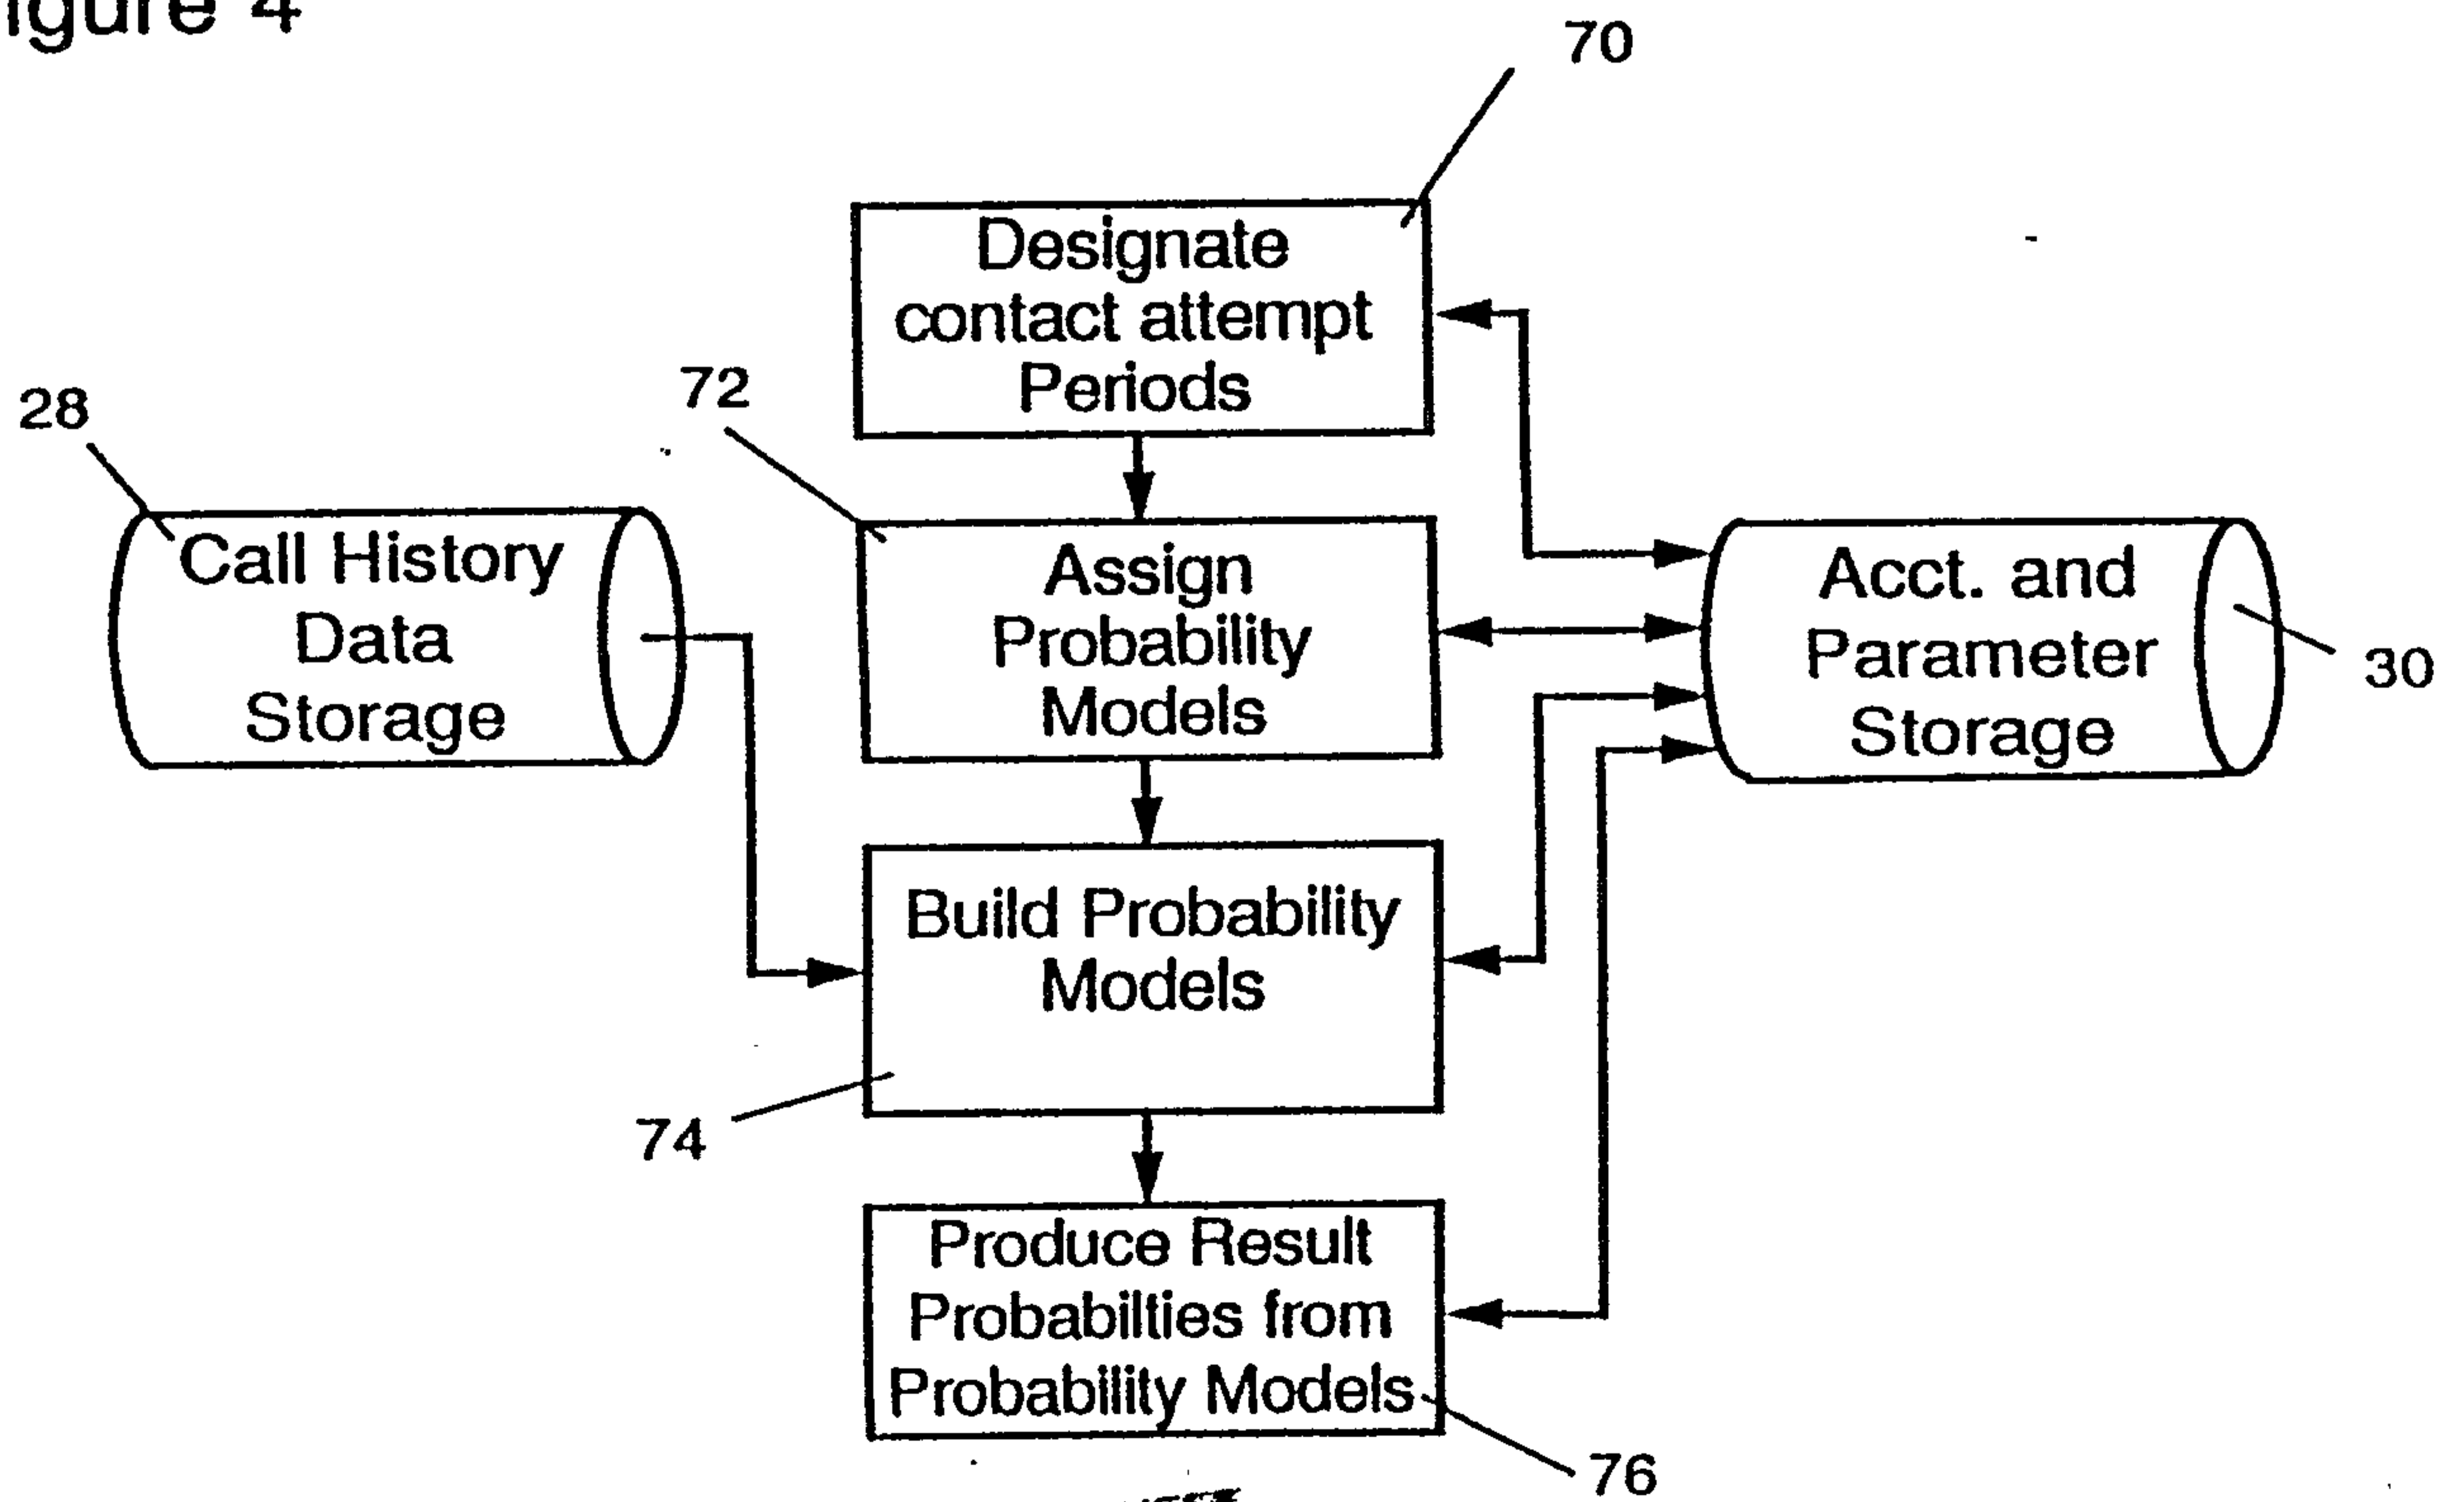 igure 4
70
Designate
contact attempt
Periods
72
28
Call History
Data
Storage
Assign
Probability
Models
Acct. and
Parameter
Storage
30
Build Probability
Models
74
Produce Result
Probabilties from
Probability Models
76